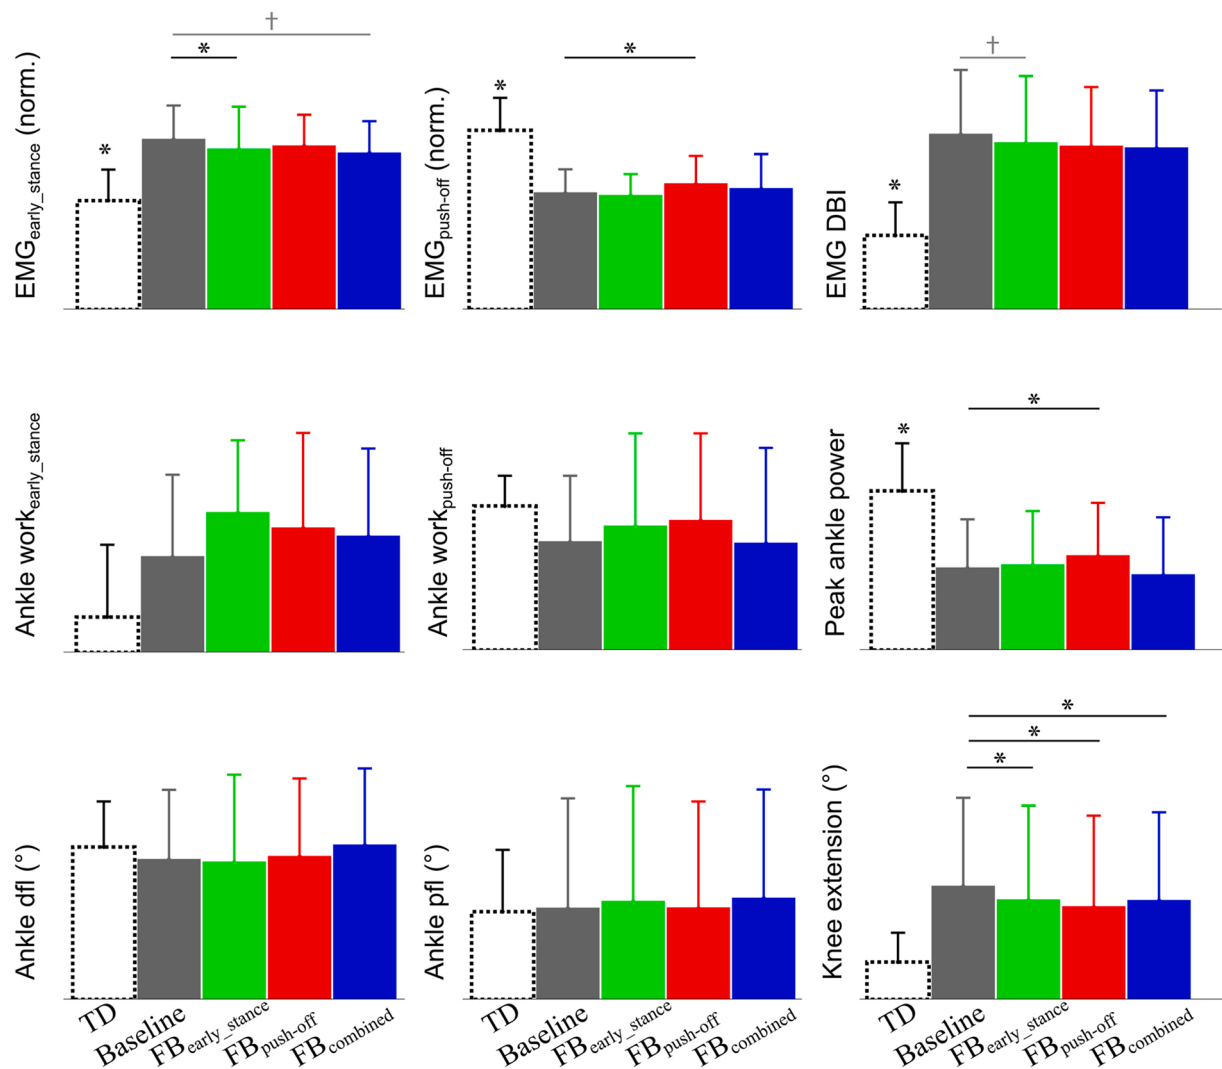 †
*
*
EMGearly_stance (norm.)
*
*
EMGpush-off (norm.)
†
*
EMG DBI
Ankle workearly_stance
Ankle workpush-off
*
*
Peak ankle power
Ankle dfl (°)
Ankle pfl (°)
*
*
*
Knee extension (°)
TD
Baseline
FBearly_stance
FBpush-off
FBcombined
TD
Baseline
FBearly_stance
FBpush-off
FBcombined
TD
Baseline
FBearly_stance
FBpush-off
FBcombined